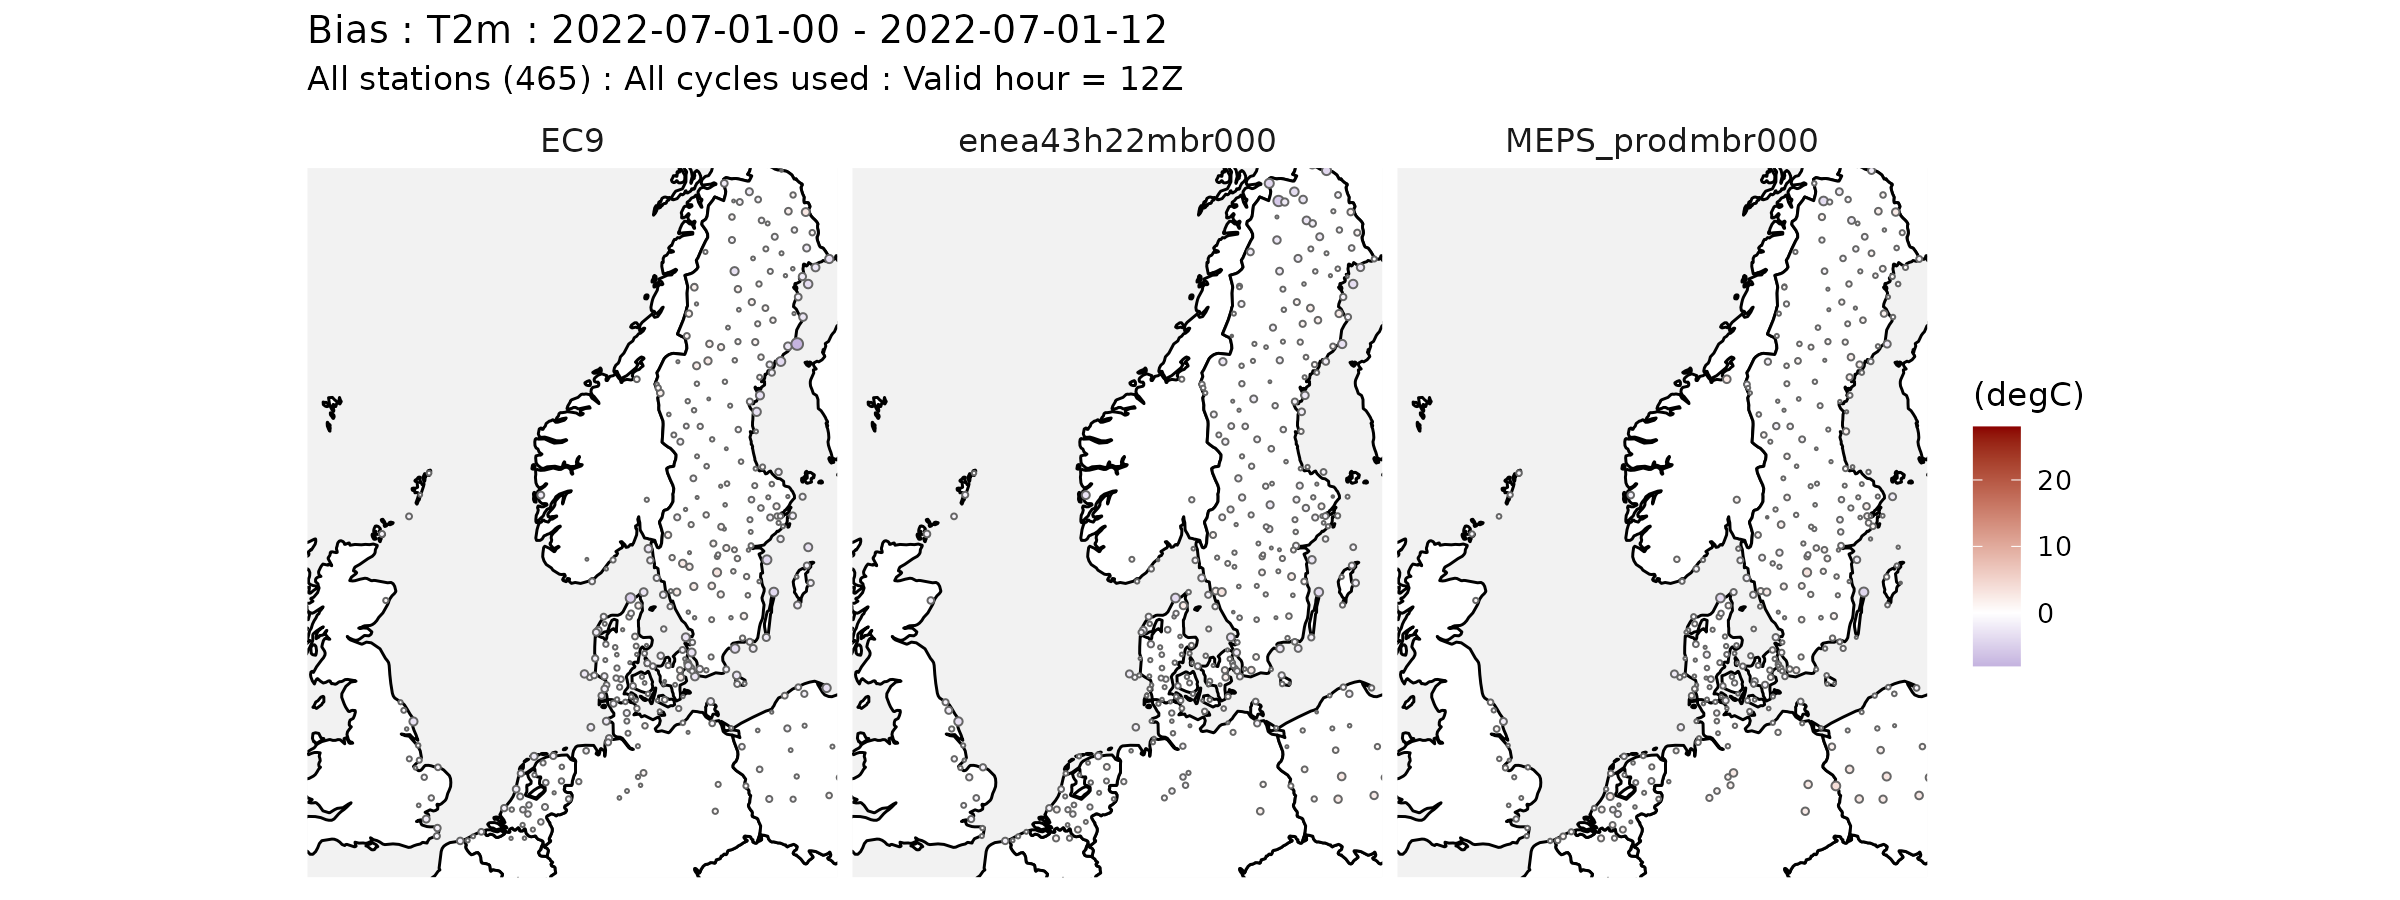 Bias : T2m : 2022-07-01-00 - 2022-07-01-12
All stations (465) : All cycles used : Valid hour = 12Z
EC9
enea43h22mbr000
MEPS_prodmbr000
(degC)
20
10
0